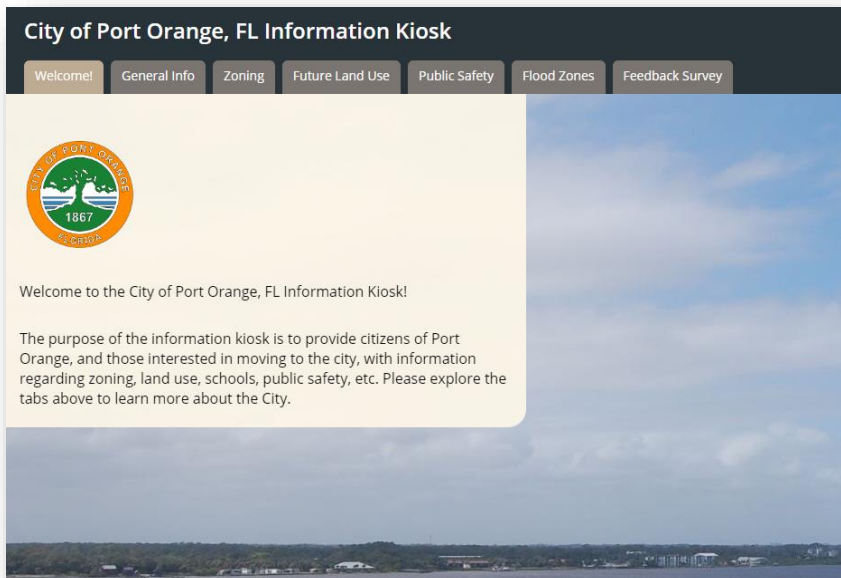 City of Port Orange, FL Information Kiosk
Welcome! General Info Zoning Future Land Use Public Safety Flood Zones Feedback Survey
CITY OF PORT ORANGE
1867
FLORIDA
Welcome to the City of Port Orange, FL Information Kiosk!
The purpose of the information kiosk is to provide citizens of Port
Orange, and those interested in moving to the city, with information
regarding zoning, land use, schools, public safety, etc. Please explore the
tabs above to learn more about the City.